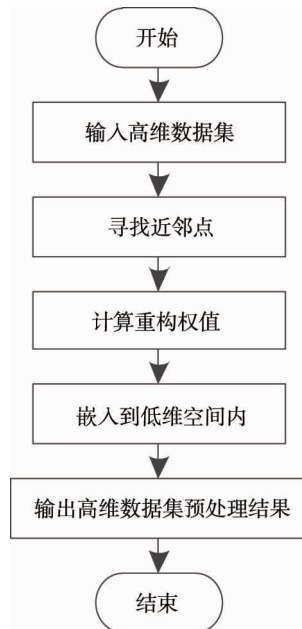 开始
输入高维数据集
寻找近邻点
计算重构权值
嵌入到低维空间内
输出高维数据集预处理结果
结束